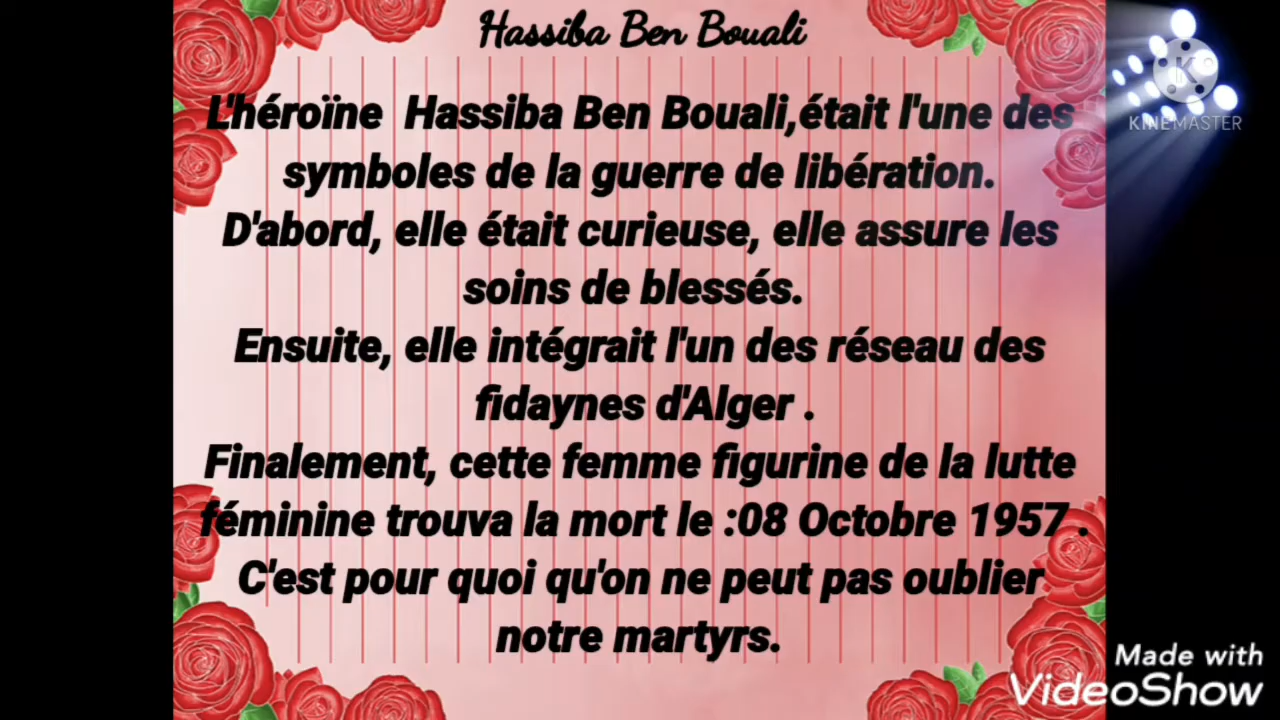 Hassiba Ben Bouali
L'héroïne Hassiba Ben Bouali,était l'une des
symboles de la guerre de libération.
D'abord, elle était curieuse, elle assure les
soins de blessés.
Ensuite, elle intégrait l'un des réseau des
fidaynes d'Alger .
Finalement, cette femme figurine de la lutte
féminine trouva la mort le :08 Octobre 1957 .
C'est pour quoi qu'on ne peut pas oublier
notre martyrs.
K
KINEMASTER
Made with
VideoShow